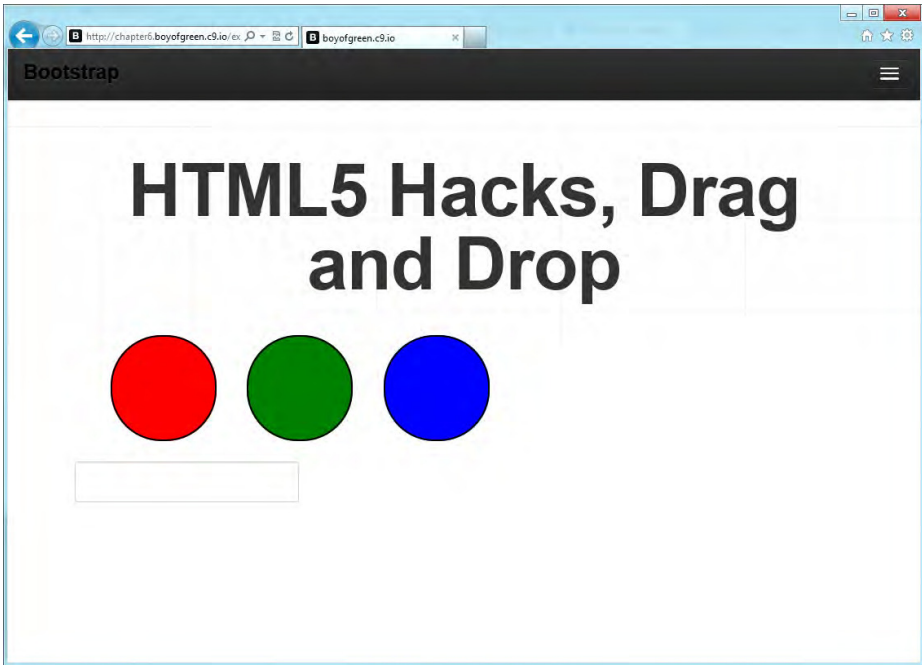 B http://chapter6.boyofgreen.c9.io/ex
B boyofgreen.c9.io
Bootstrap
HTML5 Hacks, Drag
and Drop